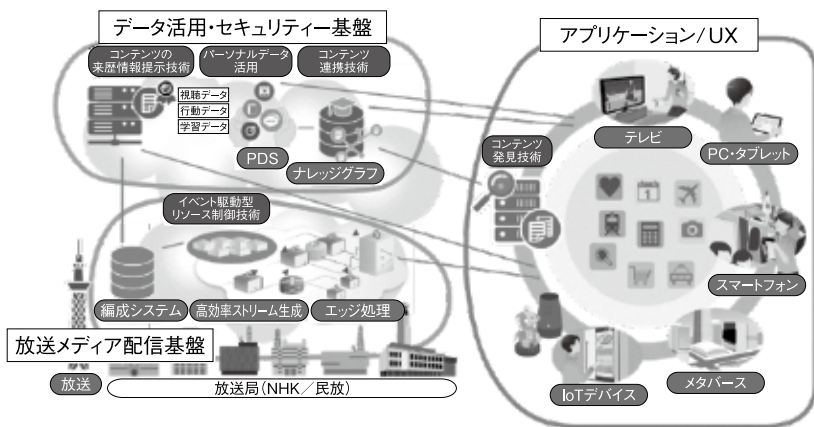 データ活用・セキュリティー基盤
コンテンツの
来歴情報提示技術
パーソナルデータ
活用
コンテンツ
連携技術
視聴データ
行動データ
学習データ
PDS
ナレッジグラフ
イベント駆動型
リソース制御技術
編成システム
高効率ストリーム生成
エッジ処理
放送メディア配信基盤
放送
放送局(NHK/民放)
アプリケーション/UX
コンテンツ
発見技術
テレビ
PC・タブレット
スマートフォン
メタバース
IoTデバイス
1